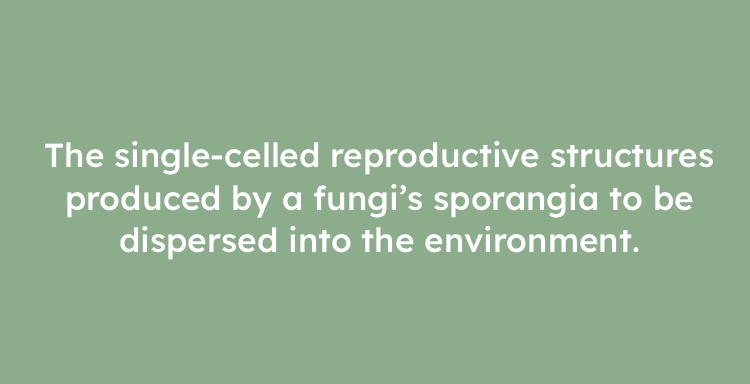 The single-celled reproductive structures
produced by a fungi’s sporangia to be
dispersed into the environment.